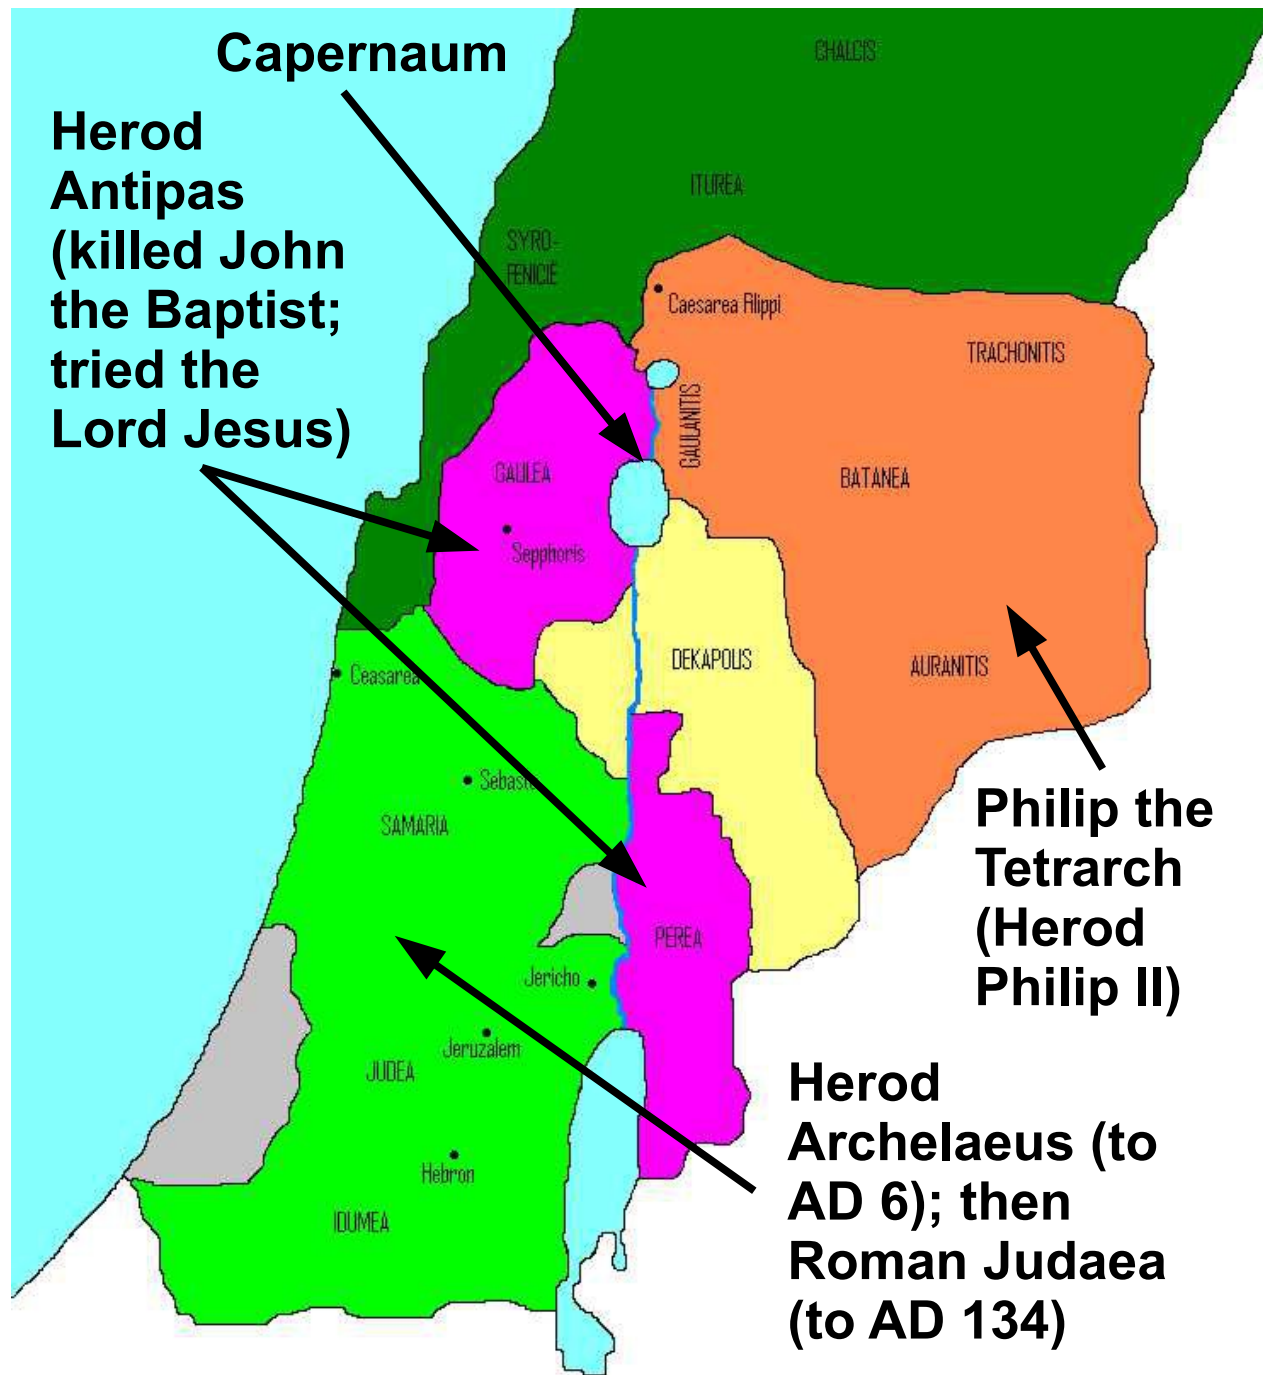 Capernaum
CHALCIS
Herod
Antipas
(killed John
the Baptist;
tried the
Lord Jesus)
ITUREA
SYRO-
FENICIË
Caesarea Filippi
TRACHONITIS
GAULANITIS
GALILEA
BATANEA
Sepphoris
DEKAPOLIS
AURANITIS
Ceasarea
Sebaste
SAMARIA
Philip the
Tetrarch
(Herod
Philip II)
PEREA
Jericho
Jeruzalem
JUDEA
Herod
Archelaeus (to
AD 6); then
Roman Judaea
(to AD 134)
Hebron
IDUMEA